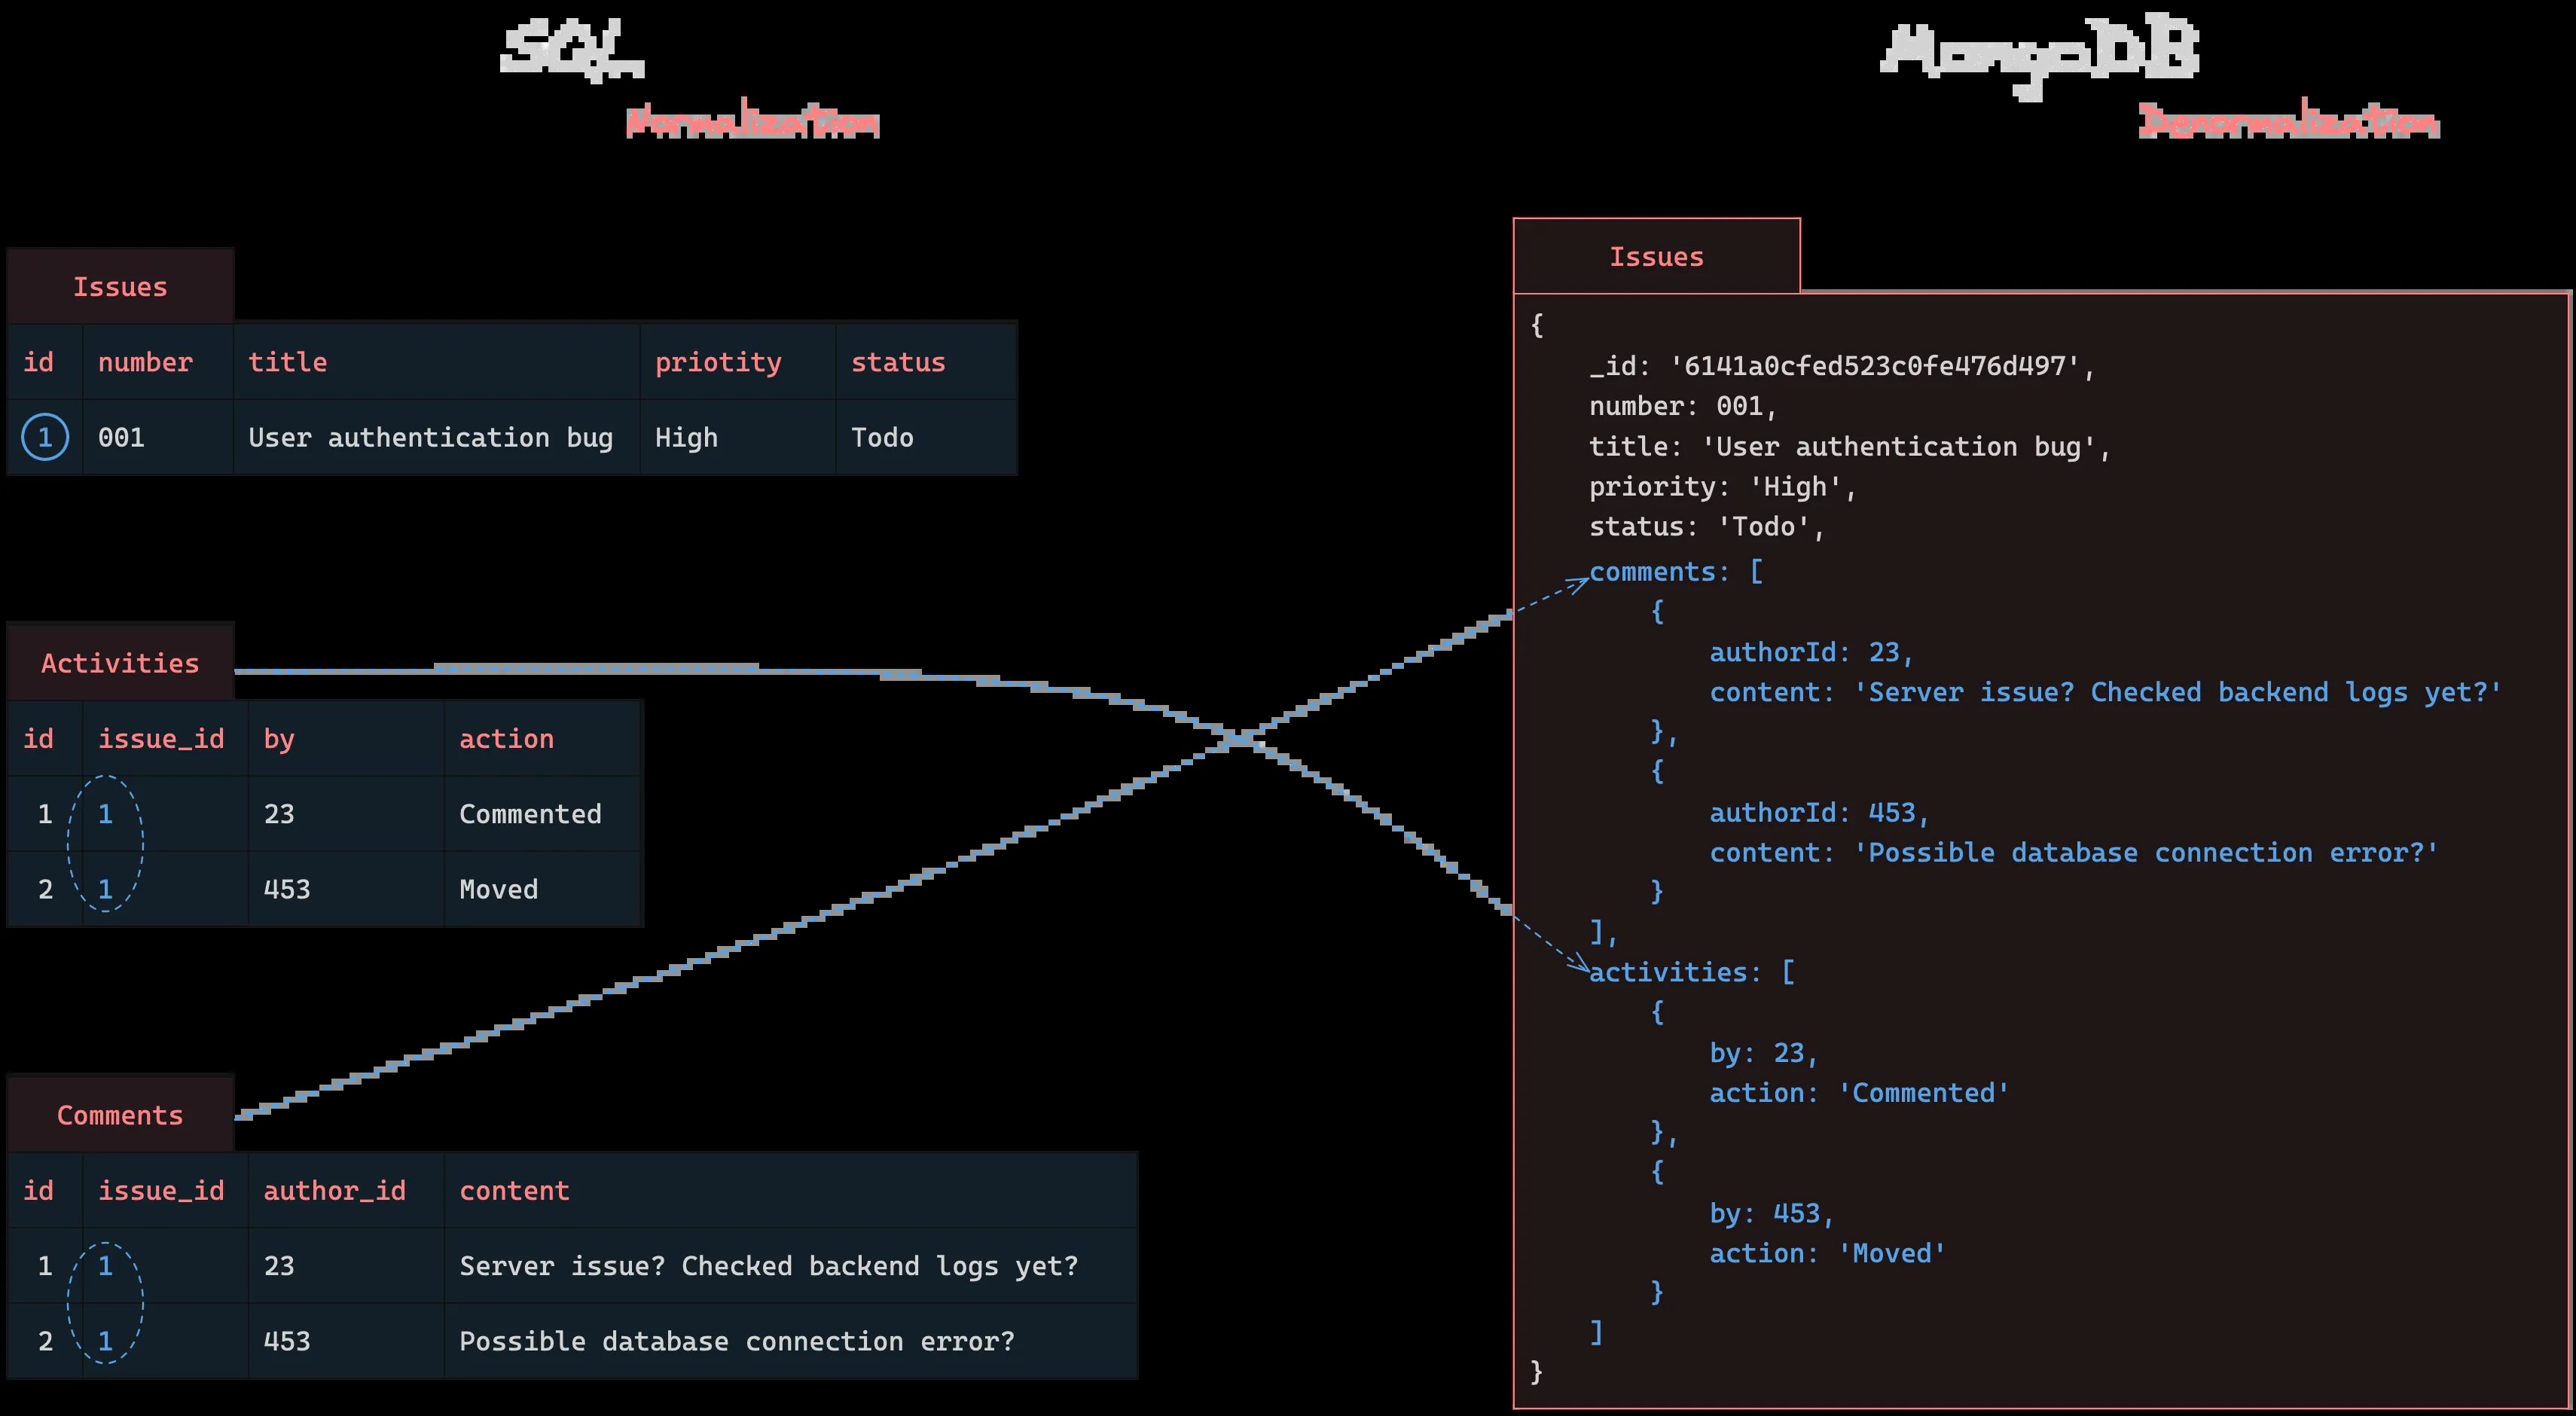 SQL
Normalization
Issues
id number title priotity status
1 001 User authentication bug High Todo
Activities
id issue_id by action
1 1 23 Commented
2 1 453 Moved
Comments
id issue_id author_id content
1 1 23 Server issue? Checked backend logs yet?
2 1 453 Possible database connection error?
MongoDB
Denormalization
Issues
{
_id: '6141a0cfed523c0fe476d497',
number: 001,
title: 'User authentication bug',
priority: 'High',
status: 'Todo',
comments: [
{
authorId: 23,
content: 'Server issue? Checked backend logs yet?'
},
{
authorId: 453,
content: 'Possible database connection error?'
}
],
activities: [
{
by: 23,
action: 'Commented'
},
{
by: 453,
action: 'Moved'
}
]
}